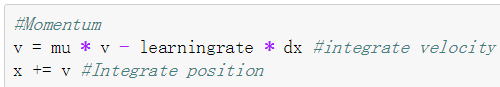 #Momentum
v = mu * v - learningrate * dx #integrate velocity
x += v #Integrate position